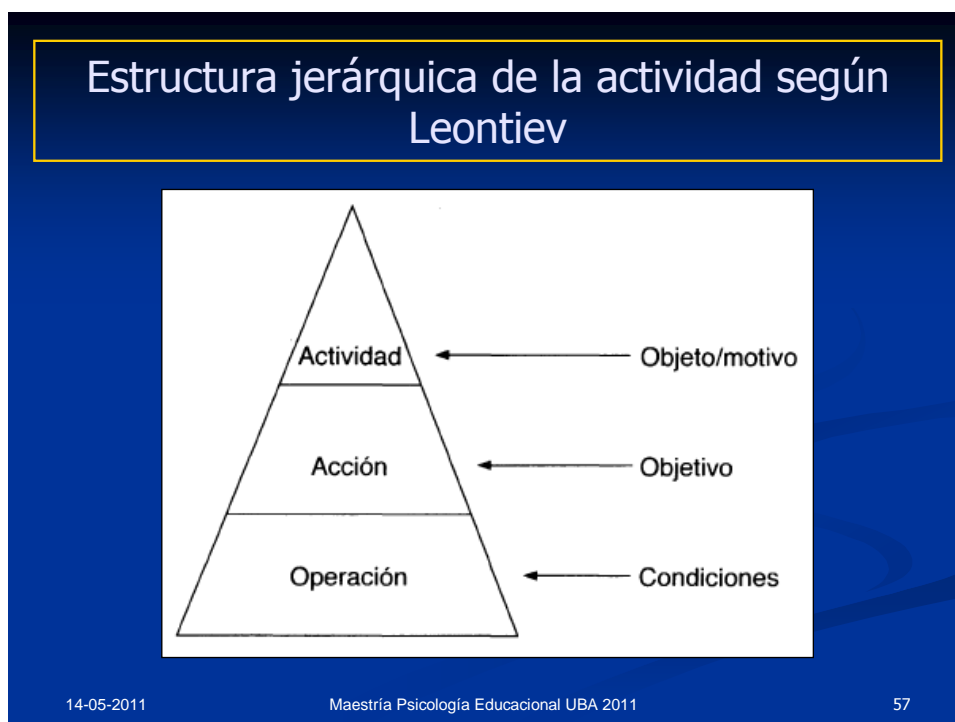 Estructura jerárquica de la actividad según
Leontiev
Actividad
Objeto/motivo
Acción
Objetivo
Operación
Condiciones
14-05-2011
Maestría Psicología Educacional UBA 2011
57